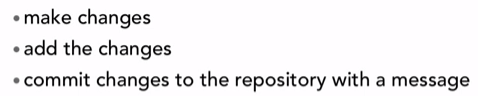 • make changes
• add the changes
• commit changes to the repository with a message